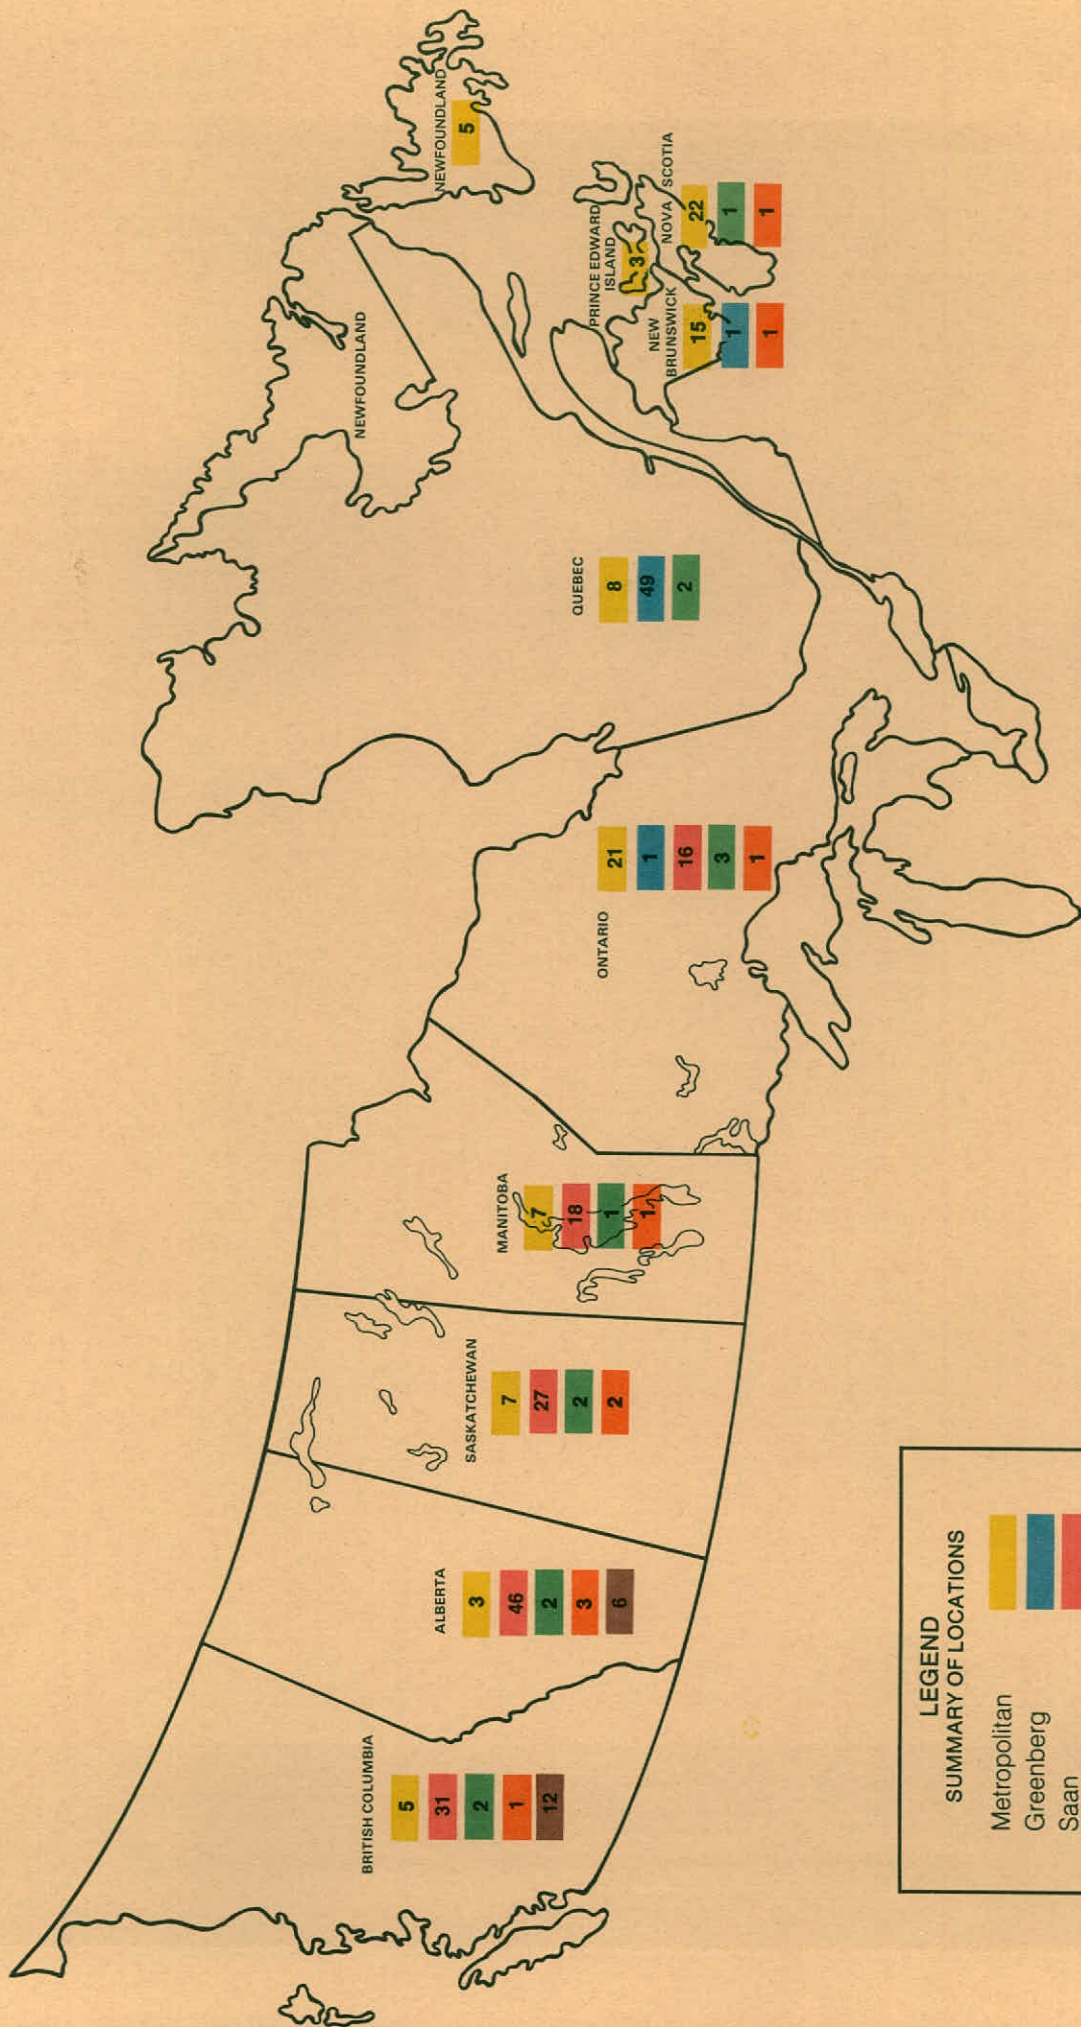 BRITISH COLUMBIA
5
31
2
1
12
ALBERTA
3
46
2
3
6
SASKATCHEWAN
7
27
2
2
MANITOBA
7
18
1
1
ONTARIO
21
1
16
3
1
QUEBEC
8
49
2
NEWFOUNDLAND
NEWFOUNDLAND
5
PRINCE EDWARD
ISLAND
3
NEW
BRUNSWICK
15
1
1
NOVA SCOTIA
22
1
1
LEGEND
SUMMARY OF LOCATIONS
Metropolitan
Greenberg
Saan